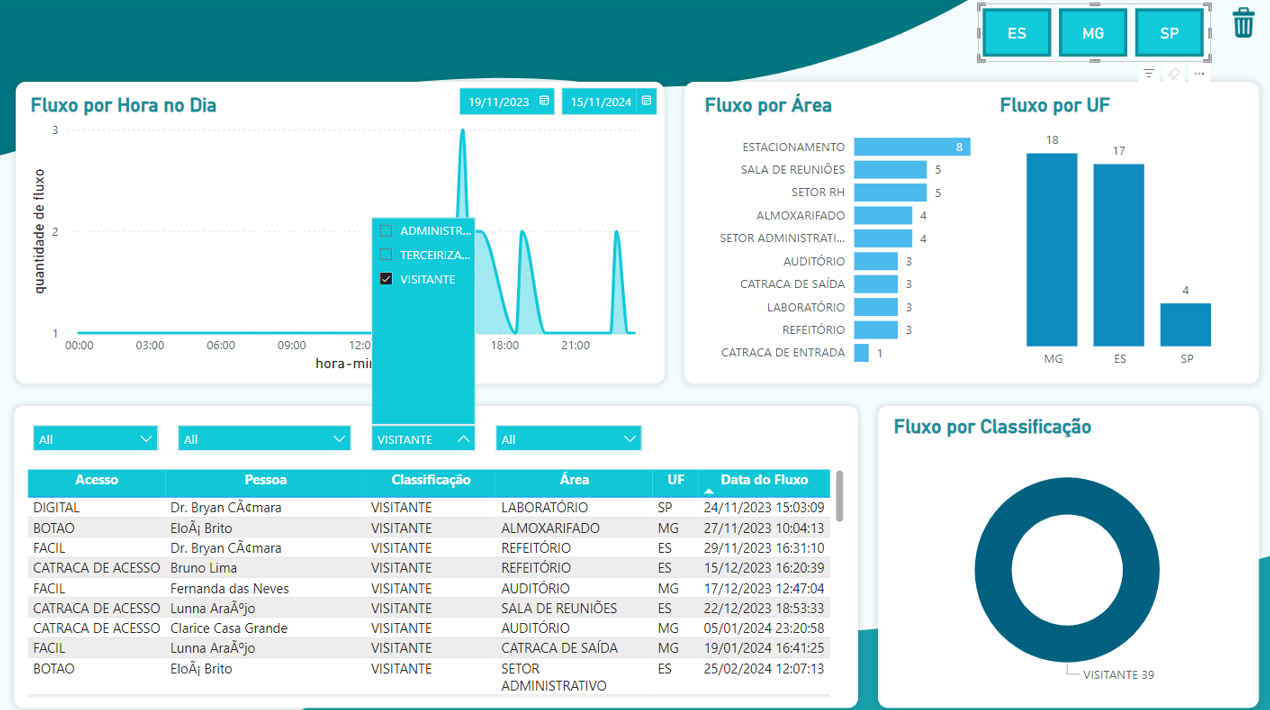 ES MG SP
Fluxo por Hora no Dia
19/11/2023 15/11/2024
quantidade de fluxo
3
2
1
00:00 03:00 06:00 09:00 18:00 21:00
ADMINISTR...
TERCEIRIZA...
VISITANTE
Fluxo por Área
ESTACIONAMENTO 8
SALA DE REUNIÕES 5
SETOR RH 5
ALMOXARIFADO 4
SETOR ADMINISTRATI... 4
AUDITÓRIO 3
CATRACA DE SAÍDA 3
LABORATÓRIO 3
REFEITÓRIO 3
CATRACA DE ENTRADA 1
Fluxo por UF
18 17 4
MG ES SP
All All VISITANTE All
Acesso Pessoa Classificação Área UF Data do Fluxo
DIGITAL Dr. Bryan CÃ¢mara VISITANTE LABORATÓRIO SP 24/11/2023 15:03:09
BOTAO EloÃ¡ Brito VISITANTE ALMOXARIFADO MG 27/11/2023 10:04:13
FACIL Dr. Bryan CÃ¢mara VISITANTE REFEITÓRIO ES 29/11/2023 16:31:10
CATRACA DE ACESSO Bruno Lima VISITANTE REFEITÓRIO ES 15/12/2023 16:20:39
FACIL Fernanda das Neves VISITANTE AUDITÓRIO MG 17/12/2023 12:47:04
CATRACA DE ACESSO Lunna AraÃºjo VISITANTE SALA DE REUNIÕES ES 22/12/2023 18:53:33
CATRACA DE ACESSO Clarice Casa Grande VISITANTE AUDITÓRIO MG 05/01/2024 23:20:58
FACIL Lunna AraÃºjo VISITANTE CATRACA DE SAÍDA MG 19/01/2024 16:41:25
BOTAO EloÃ¡ Brito VISITANTE SETOR ADMINISTRATIVO ES 25/02/2024 12:07:13
Fluxo por Classificação
VISITANTE 39